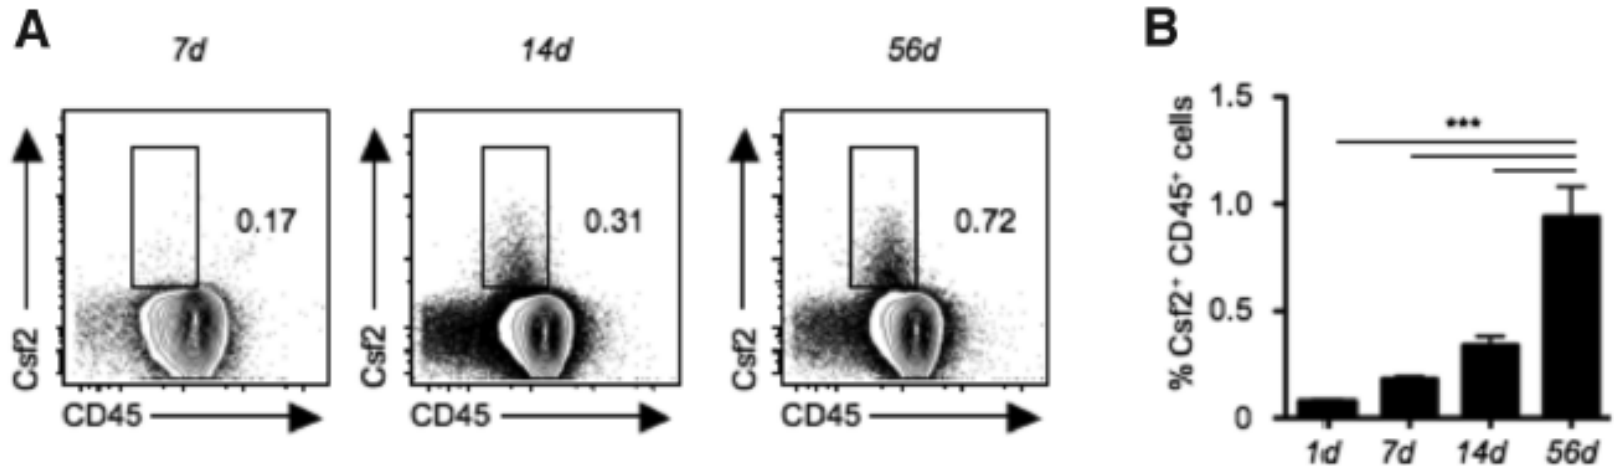 A
7d
14d
56d
Csf2
0.17
CD45
Csf2
0.31
CD45
Csf2
0.72
CD45
B
% Csf2⁺ CD45⁺ cells
1.5
1.0
0.5
0
***
1d
7d
14d
56d